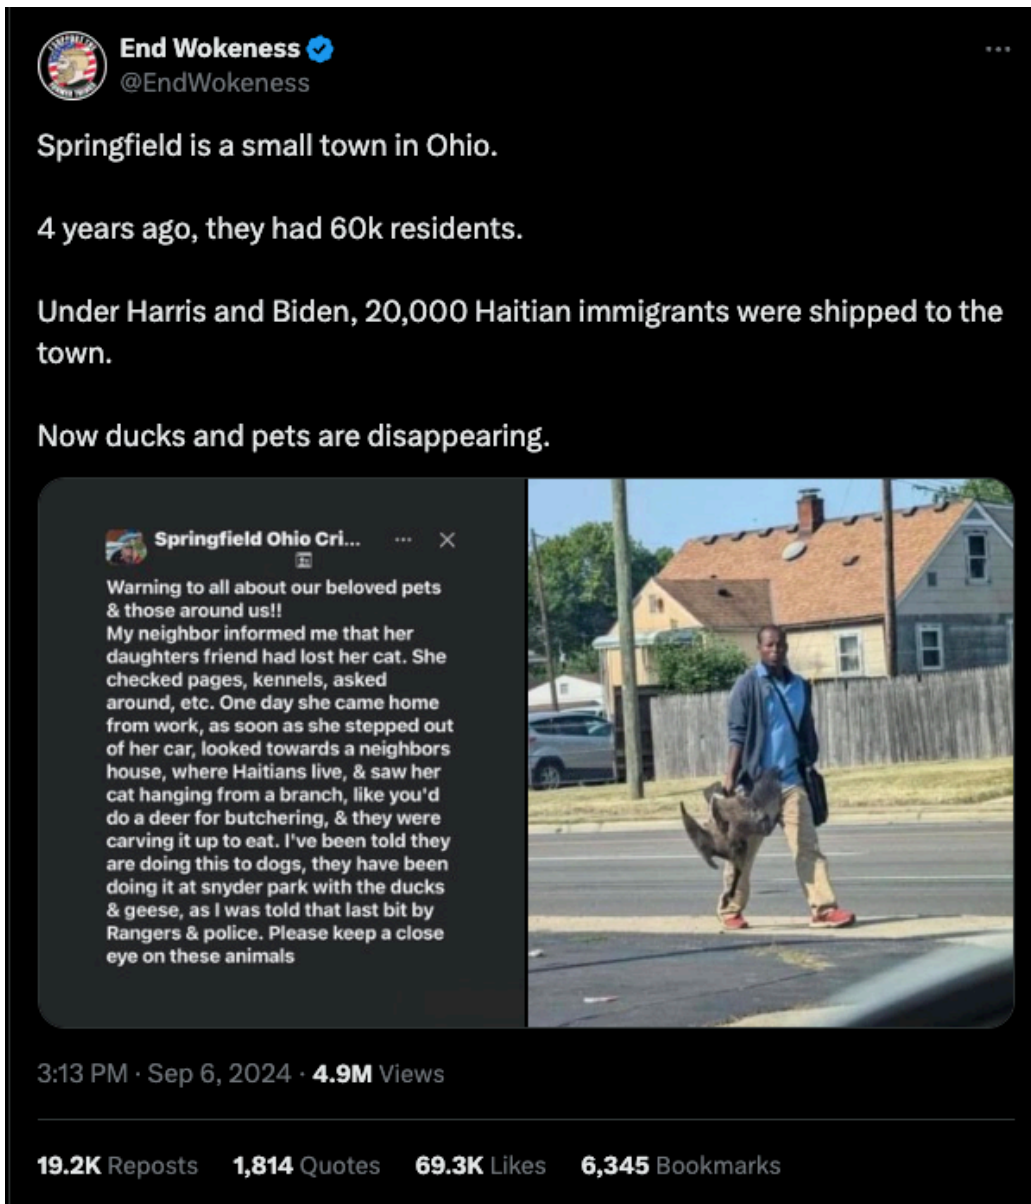 End Wokeness
@EndWokeness
Springfield is a small town in Ohio.
4 years ago, they had 60k residents.
Under Harris and Biden, 20,000 Haitian immigrants were shipped to the
town.
Now ducks and pets are disappearing.
Springfield Ohio Cri...
Warning to all about our beloved pets
& those around us!!
My neighbor informed me that her
daughters friend had lost her cat. She
checked pages, kennels, asked
around, etc. One day she came home
from work, as soon as she stepped out
of her car, looked towards a neighbors
house, where Haitians live, & saw her
cat hanging from a branch, like you'd
do a deer for butchering, & they were
carving it up to eat. I've been told they
are doing this to dogs, they have been
doing it at snyder park with the ducks
& geese, as I was told that last bit by
Rangers & police. Please keep a close
eye on these animals
3:13 PM · Sep 6, 2024 · 4.9M Views
19.2K Reposts 1,814 Quotes 69.3K Likes 6,345 Bookmarks